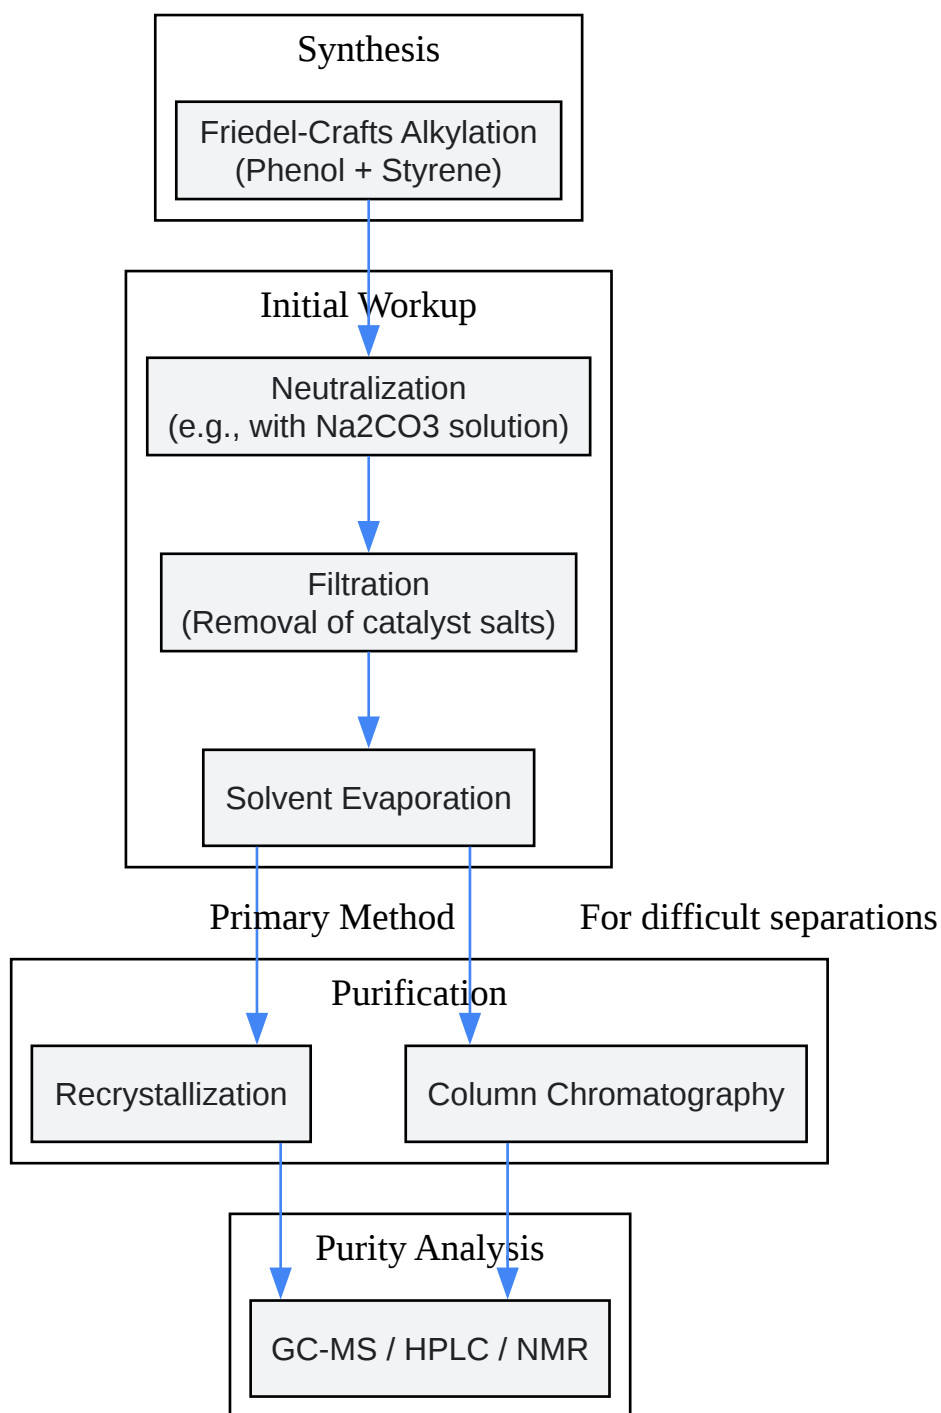 Synthesis
Friedel-Crafts Alkylation
(Phenol + Styrene)
Initial Workup
Neutralization
(e.g., with Na2CO3 solution)
Filtration
(Removal of catalyst salts)
Solvent Evaporation
Primary Method
For difficult separations
Purification
Recrystallization
Column Chromatography
Purity Analysis
GC-MS / HPLC / NMR